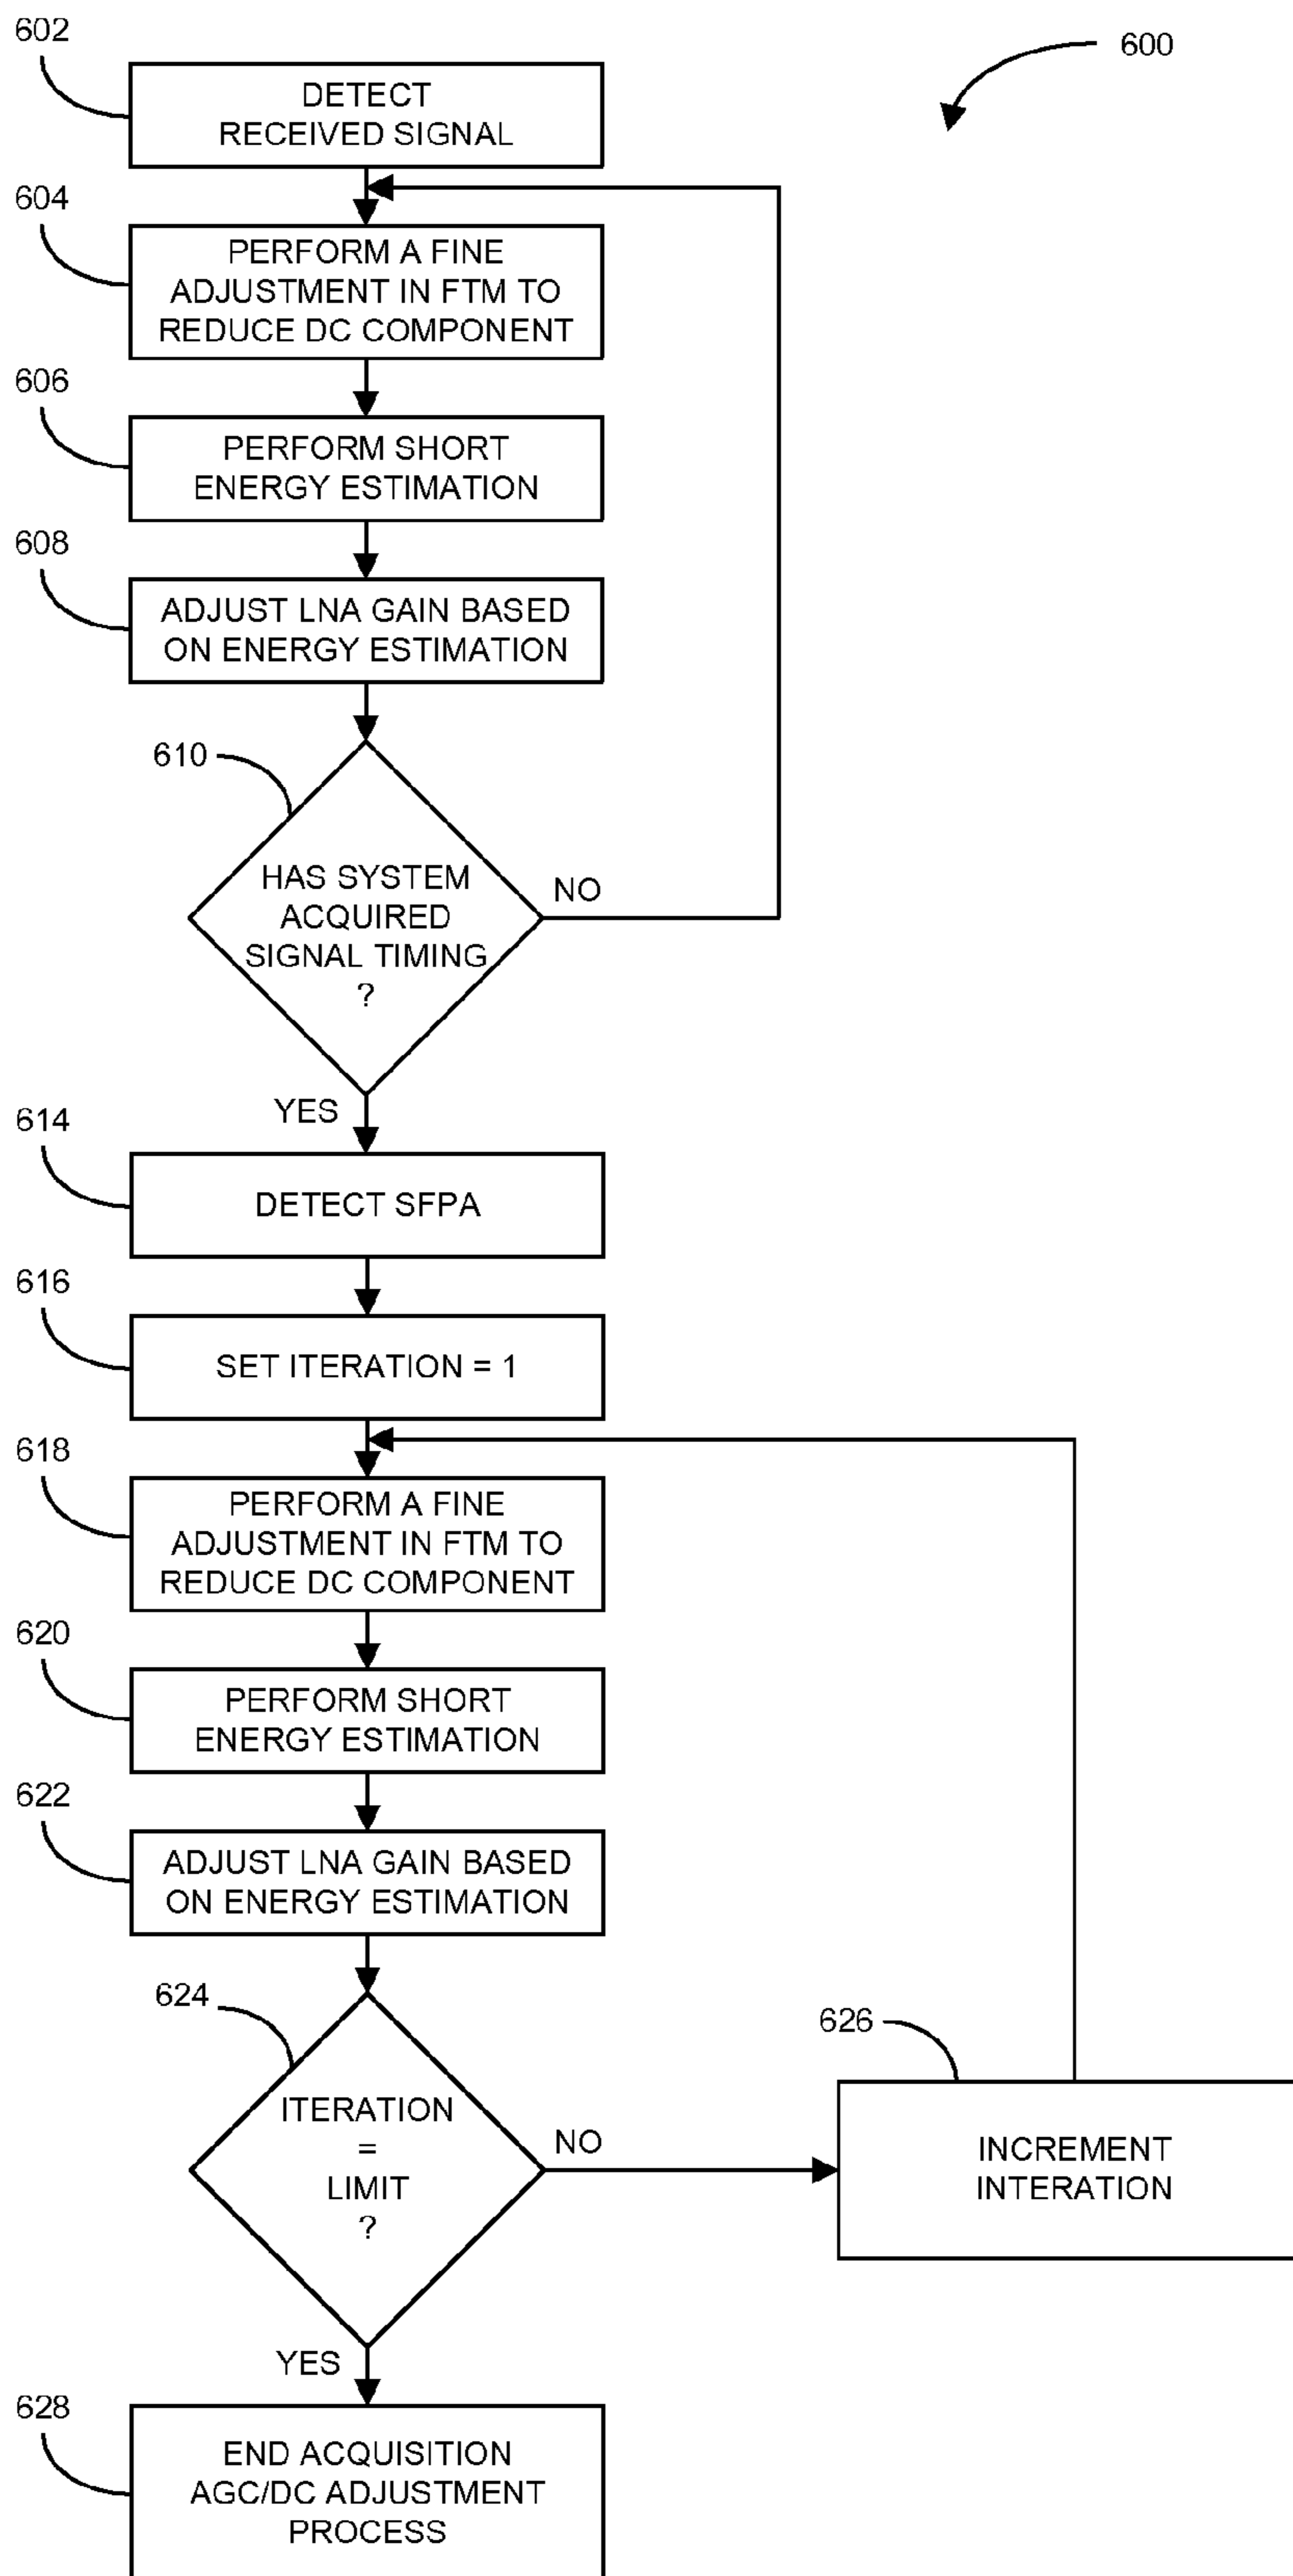 602
600
DETECT
RECEIVED SIGNAL
604
PERFORM A FINE
ADJUSTMENT IN FTM TO
REDUCE DC COMPONENT
606
PERFORM SHORT
ENERGY ESTIMATION
608
ADJUST LNA GAIN BASED
ON ENERGY ESTIMATION
610
HAS SYSTEM
ACQUIRED
SIGNAL TIMING
?
NO
YES
614
DETECT SFPA
616
SET ITERATION = 1
618
PERFORM A FINE
ADJUSTMENT IN FTM TO
REDUCE DC COMPONENT
620
PERFORM SHORT
ENERGY ESTIMATION
622
ADJUST LNA GAIN BASED
ON ENERGY ESTIMATION
624
ITERATION
=
LIMIT
?
NO
626
INCREMENT
INTERATION
YES
628
END ACQUISITION
AGC/DC ADJUSTMENT
PROCESS